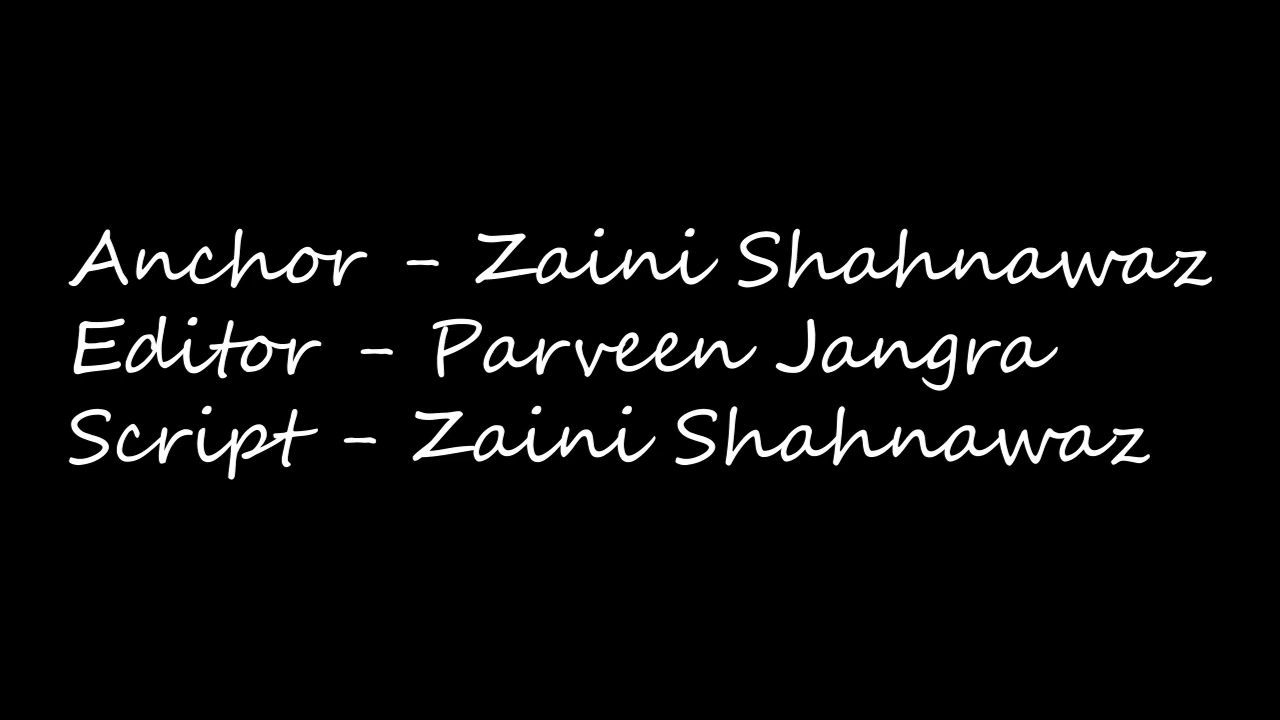 Anchor - Zaini Shahnawaz
Editor - Parveen Jangra
Script - Zaini Shahnawaz